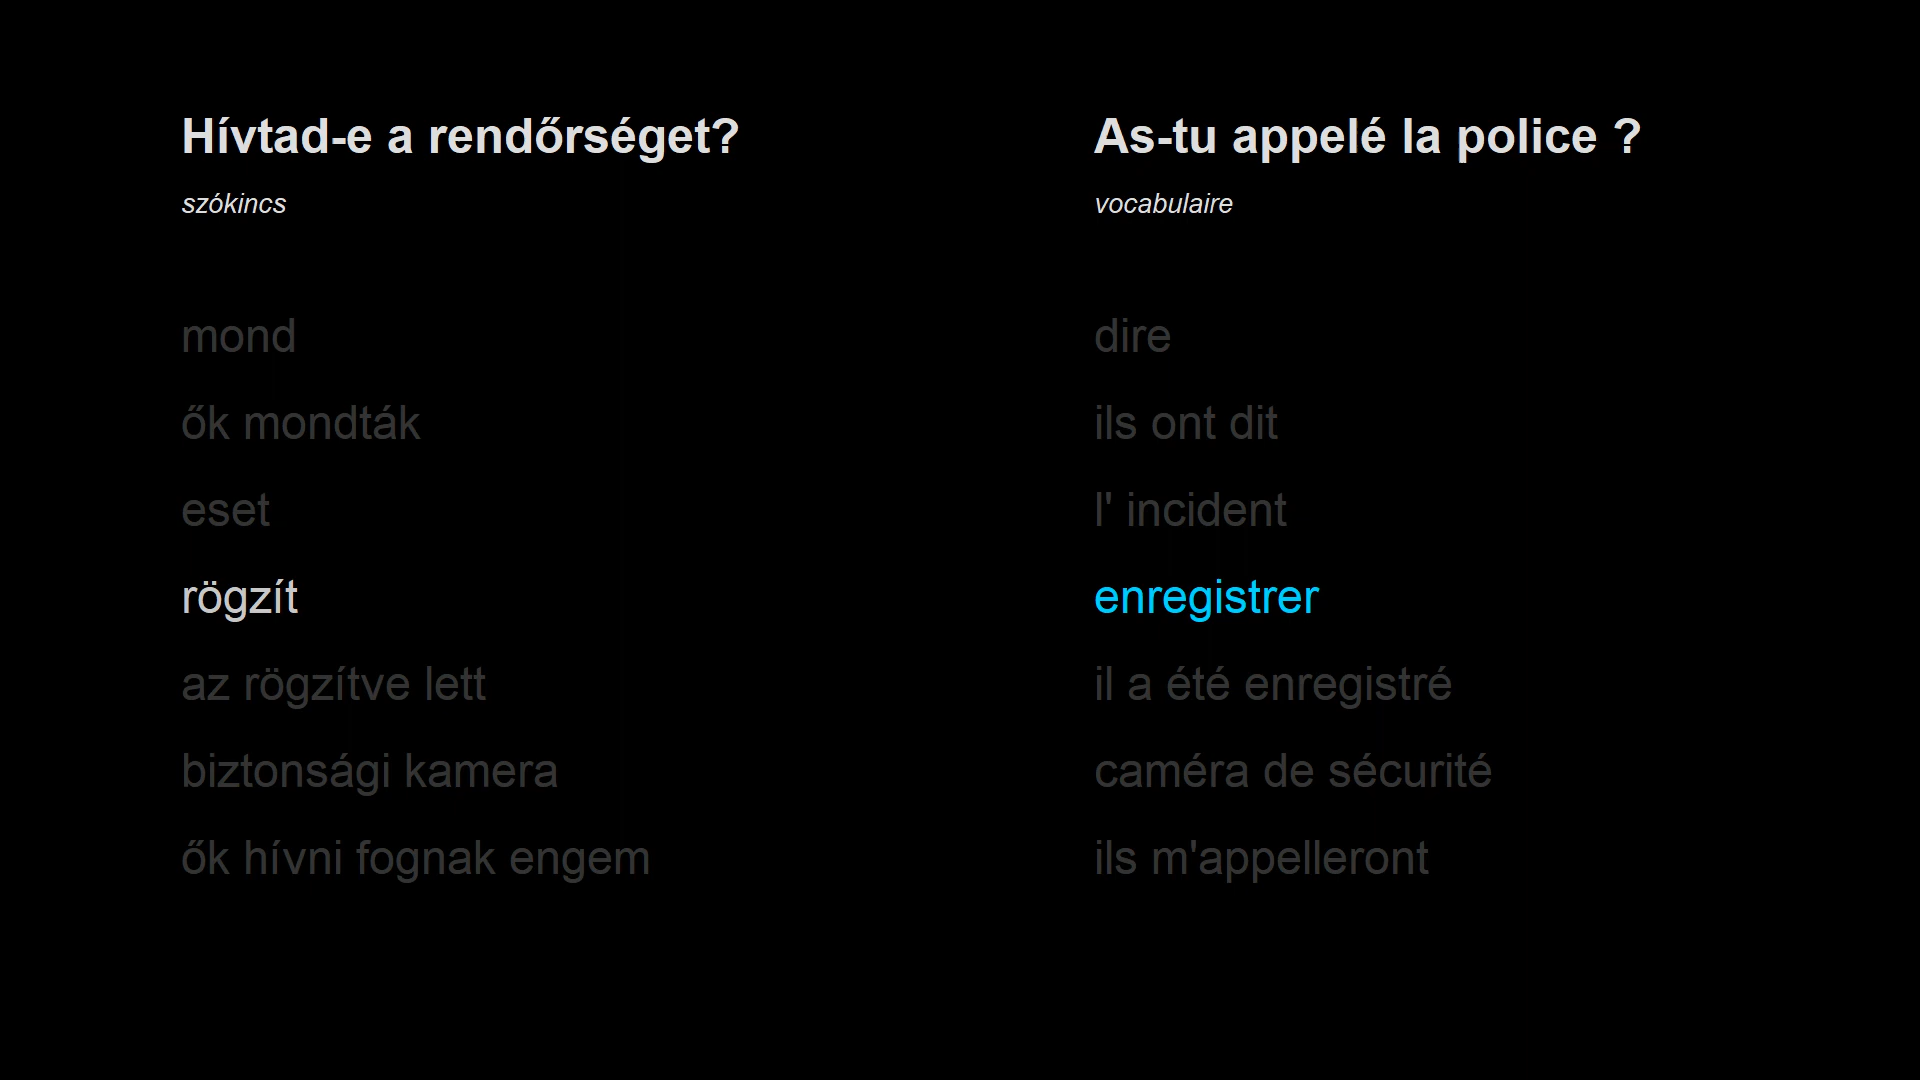 Hívtad-e a rendőrséget?
szókincs
mond
ők mondták
eset
rögzít
az rögzítve lett
biztonsági kamera
ők hívni fognak engem
As-tu appelé la police ?
vocabulaire
dire
ils ont dit
l' incident
enregistrer
il a été enregistré
caméra de sécurité
ils m'appelleront